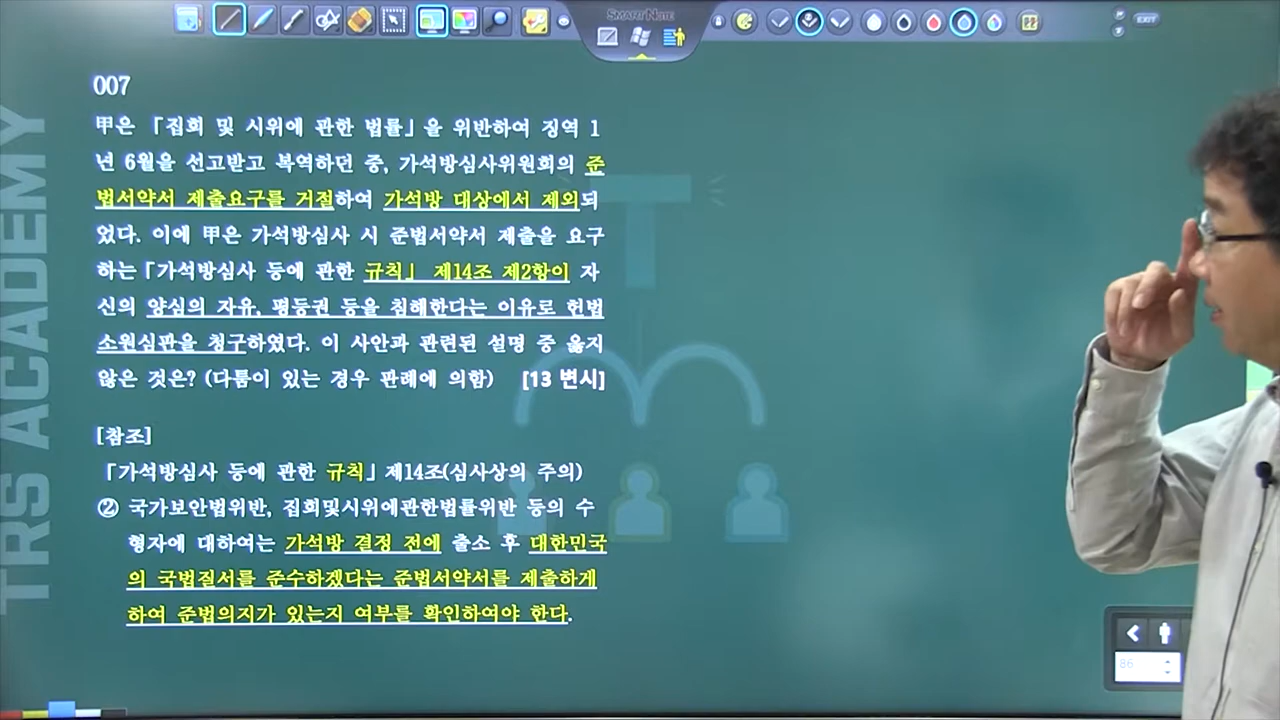 SMARTNOTE
EXIT
TRS ACADEMY
007
甲은 「집회 및 시위에 관한 법률」을 위반하여 징역 1
년 6월을 선고받고 복역하던 중, 가석방심사위원회의 준
법서약서 제출요구를 거절하여 가석방 대상에서 제외되
었다. 이에 甲은 가석방심사 시 준법서약서 제출을 요구
하는「가석방심사 등에 관한 규칙」 제14조 제2항이 자
신의 양심의 자유, 평등권 등을 침해한다는 이유로 헌법
소원심판을 청구하였다. 이 사안과 관련된 설명 중 옳지
않은 것은? (다툼이 있는 경우 판례에 의함) [13 변시]
[참조]
「가석방심사 등에 관한 규칙」제14조(심사상의 주의)
② 국가보안법위반, 집회및시위에관한법률위반 등의 수
형자에 대하여는 가석방 결정 전에 출소 후 대한민국
의 국법질서를 준수하겠다는 준법서약서를 제출하게
하여 준법의지가 있는지 여부를 확인하여야 한다.
86